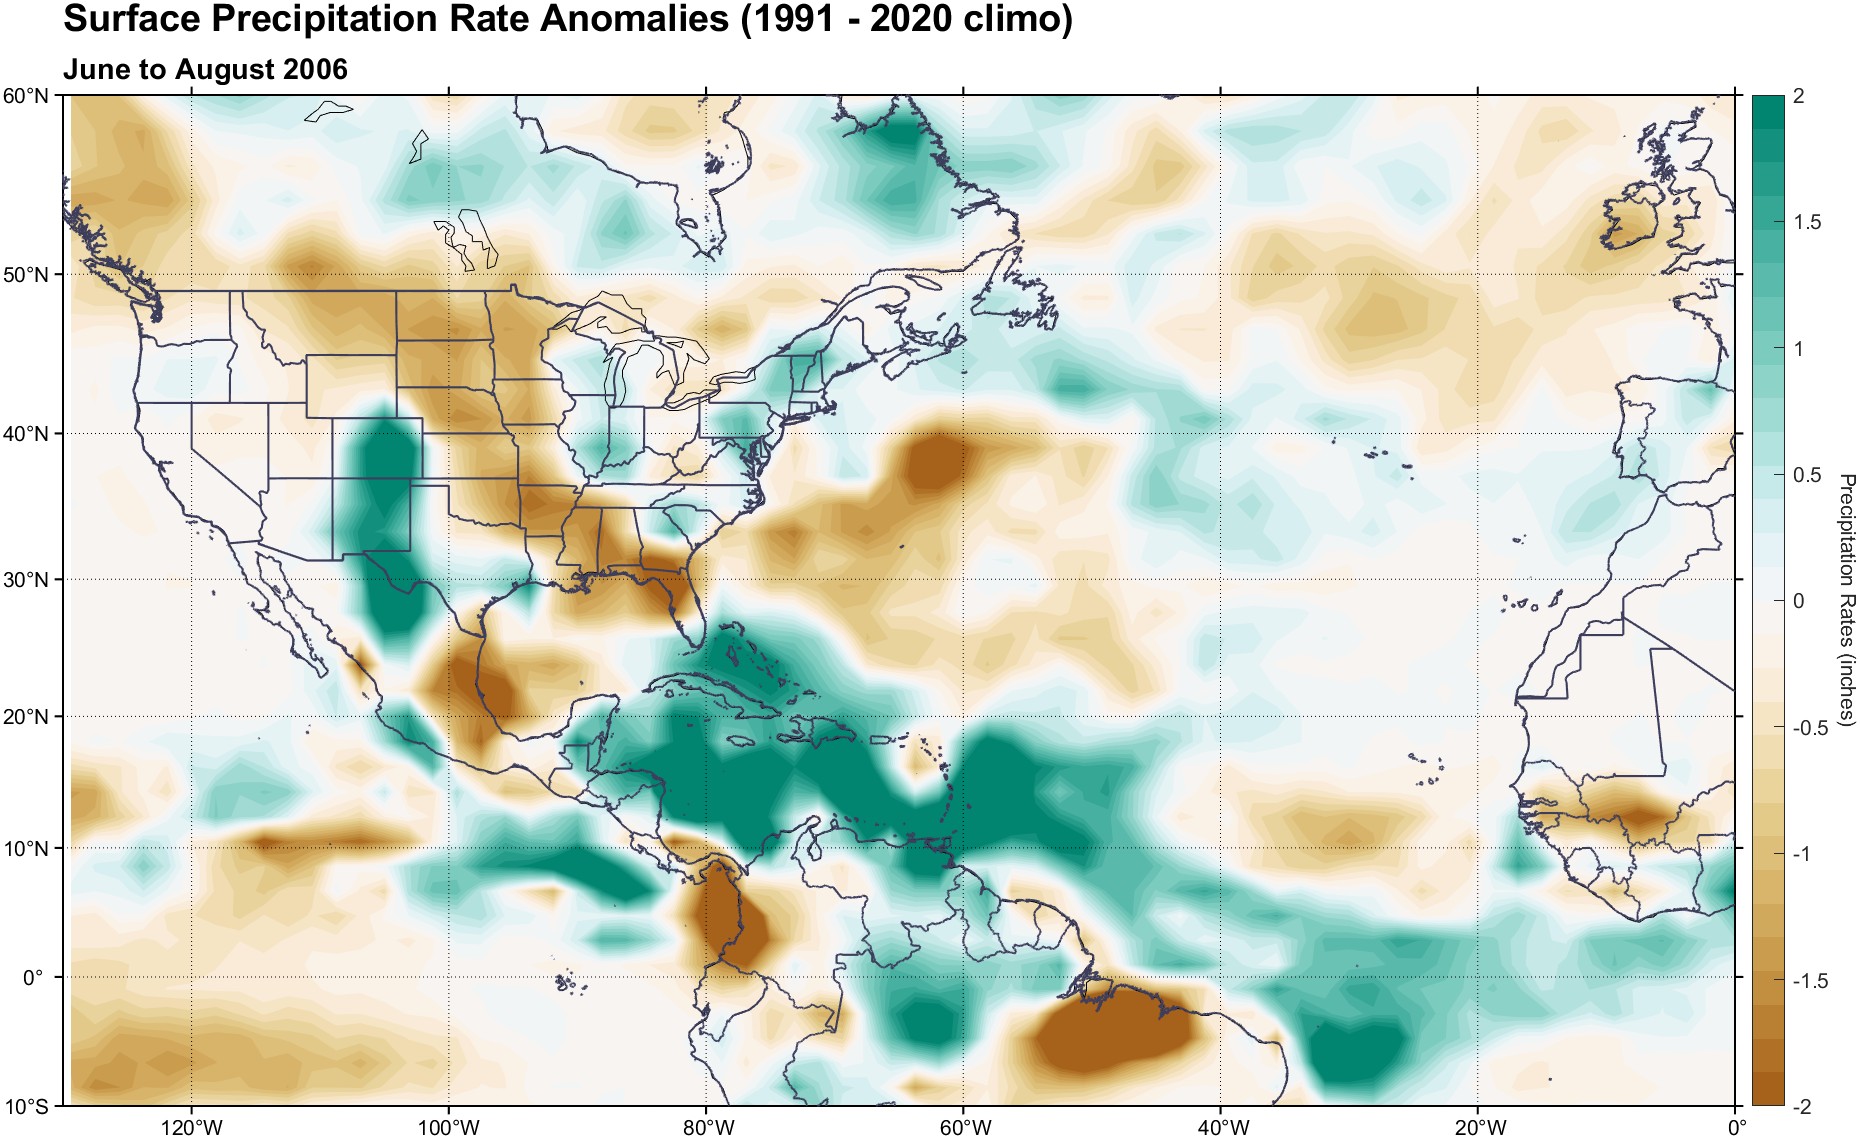 Surface Precipitation Rate Anomalies (1991 - 2020 climo)
June to August 2006
60°N
50°N
40°N
30°N
20°N
10°N
0°
10°S
120°W
100°W
80°W
60°W
40°W
20°W
0°
2
1.5
1
0.5
0
-0.5
-1
-1.5
-2
Precipitation Rates (inches)